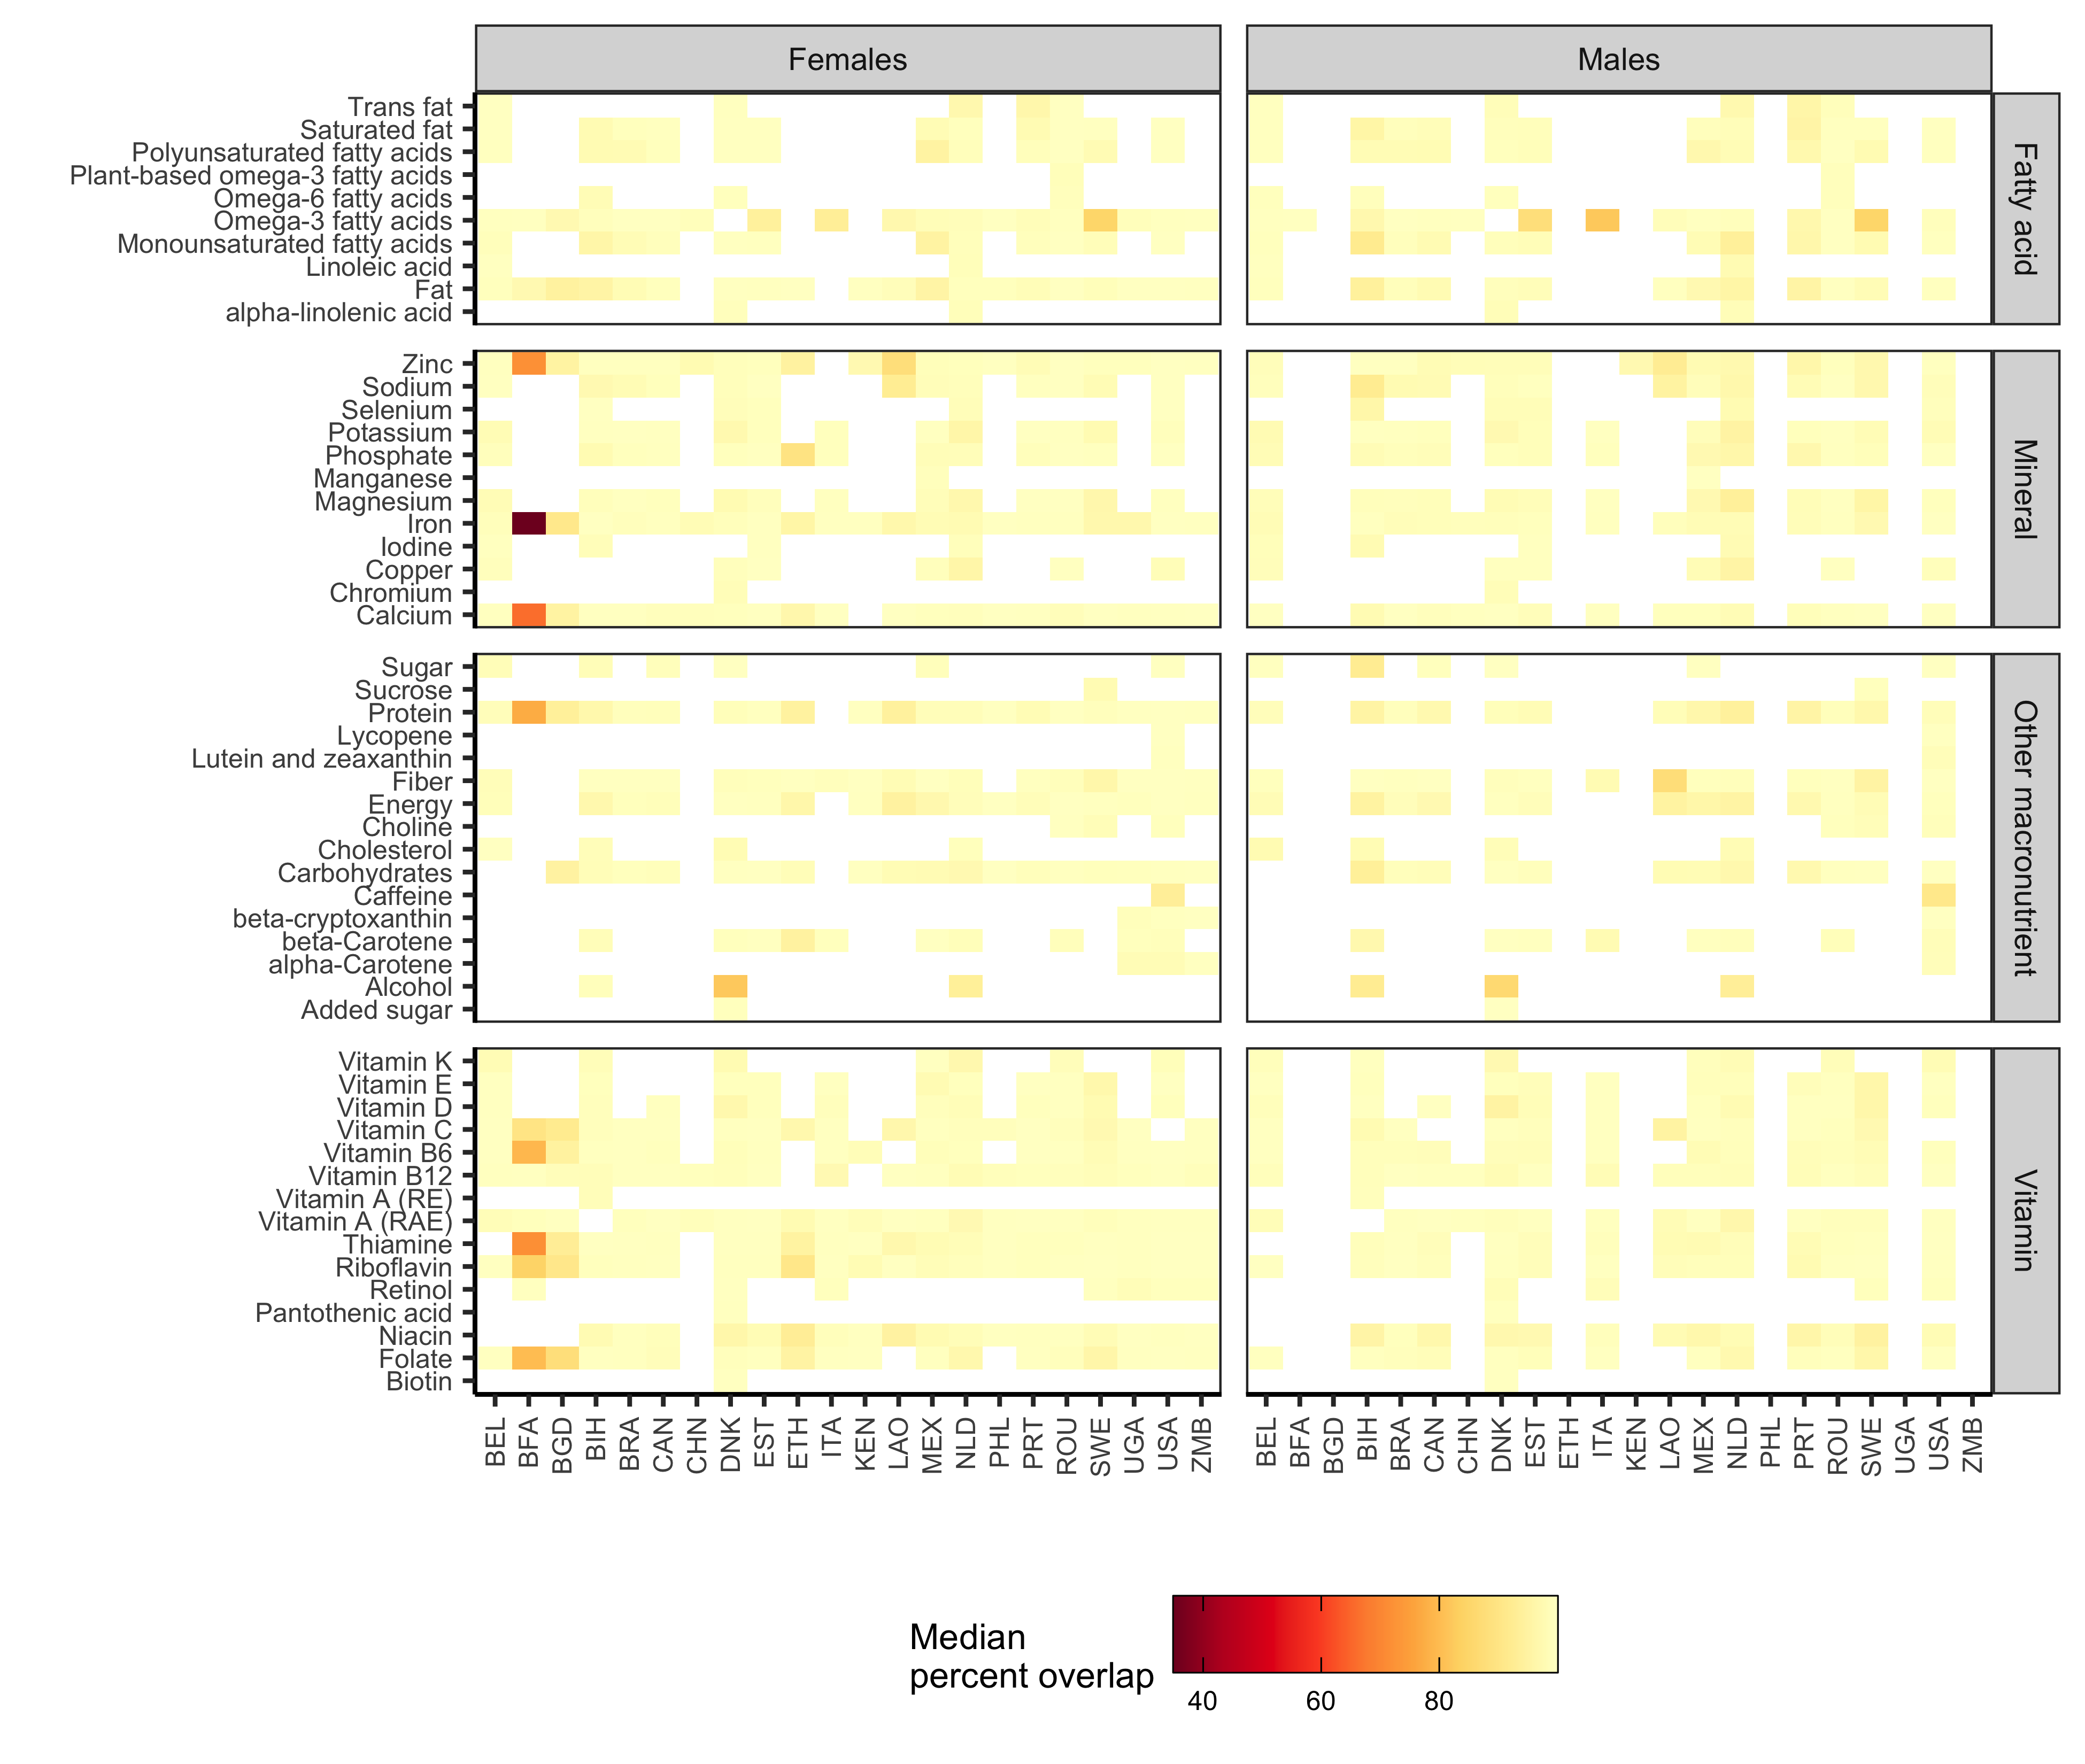 Females
Males
Trans fat
Saturated fat
Polyunsaturated fatty acids
Plant-based omega-3 fatty acids
Omega-6 fatty acids
Omega-3 fatty acids
Monounsaturated fatty acids
Linoleic acid
Fat
alpha-linolenic acid
Fatty acid
Zinc
Sodium
Selenium
Potassium
Phosphate
Manganese
Magnesium
Iron
Iodine
Copper
Chromium
Calcium
Mineral
Sugar
Sucrose
Protein
Lycopene
Lutein and zeaxanthin
Fiber
Energy
Choline
Cholesterol
Carbohydrates
Caffeine
beta-cryptoxanthin
beta-Carotene
alpha-Carotene
Alcohol
Added sugar
Other macronutrient
Vitamin K
Vitamin E
Vitamin D
Vitamin C
Vitamin B6
Vitamin B12
Vitamin A (RE)
Vitamin A (RAE)
Thiamine
Riboflavin
Retinol
Pantothenic acid
Niacin
Folate
Biotin
Vitamin
BEL BFA BGD BIH BRA CAN CHN DNK EST ETH ITA KEN LAO MEX NLD PHL PRT ROU SWE UGA USA ZMB
BEL BFA BGD BIH BRA CAN CHN DNK EST ETH ITA KEN LAO MEX NLD PHL PRT ROU SWE UGA USA ZMB
Median
percent overlap
40 60 80